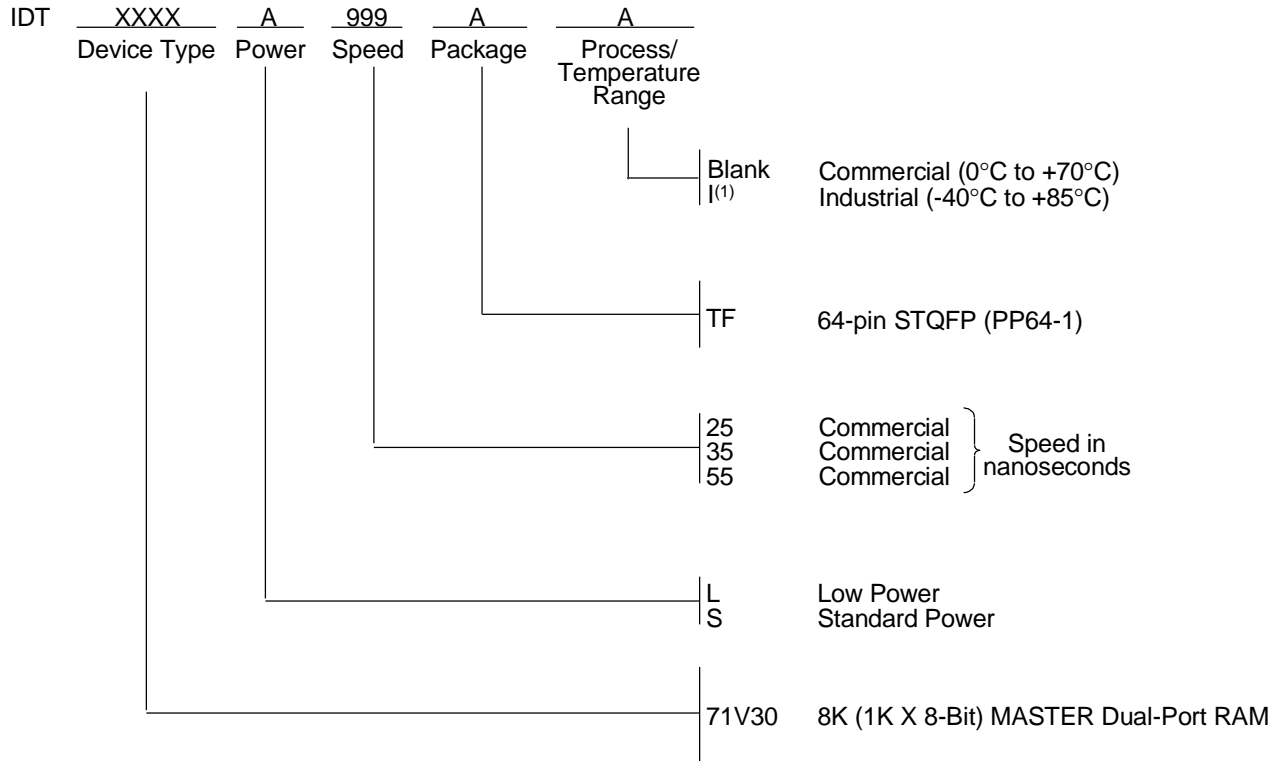 IDT XXXX A 999 A A
Device Type Power Speed Package Process/
Temperature
Range
Blank Commercial (0°C to +70°C)
I(1) Industrial (-40°C to +85°C)
TF 64-pin STQFP (PP64-1)
25 Commercial
35 Commercial
55 Commercial
Speed in
nanoseconds
L Low Power
S Standard Power
71V30 8K (1K X 8-Bit) MASTER Dual-Port RAM